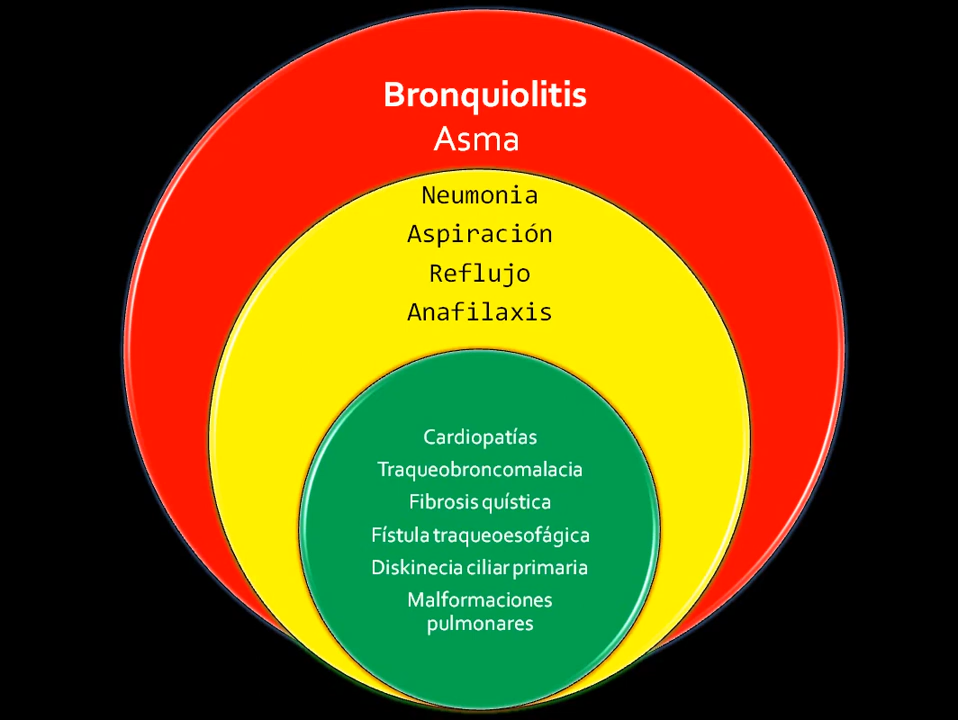 Bronquiolitis
Asma
Neumonia
Aspiración
Reflujo
Anafilaxis
Cardiopatías
Traqueobroncomalacia
Fibrosis quística
Fístula traqueoesofágica
Diskinecia ciliar primaria
Malformaciones
pulmonares